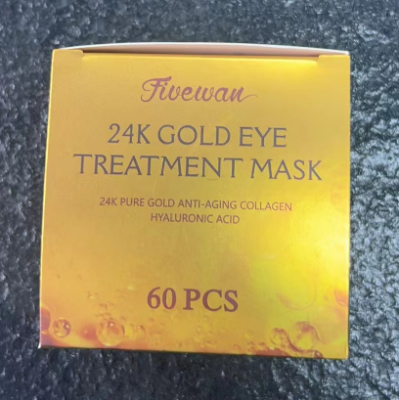 Fivewan
24K GOLD EYE
TREATMENT MASK
24K PURE GOLD ANTI-AGING COLLAGEN
HYALURONIC ACID
60 PCS